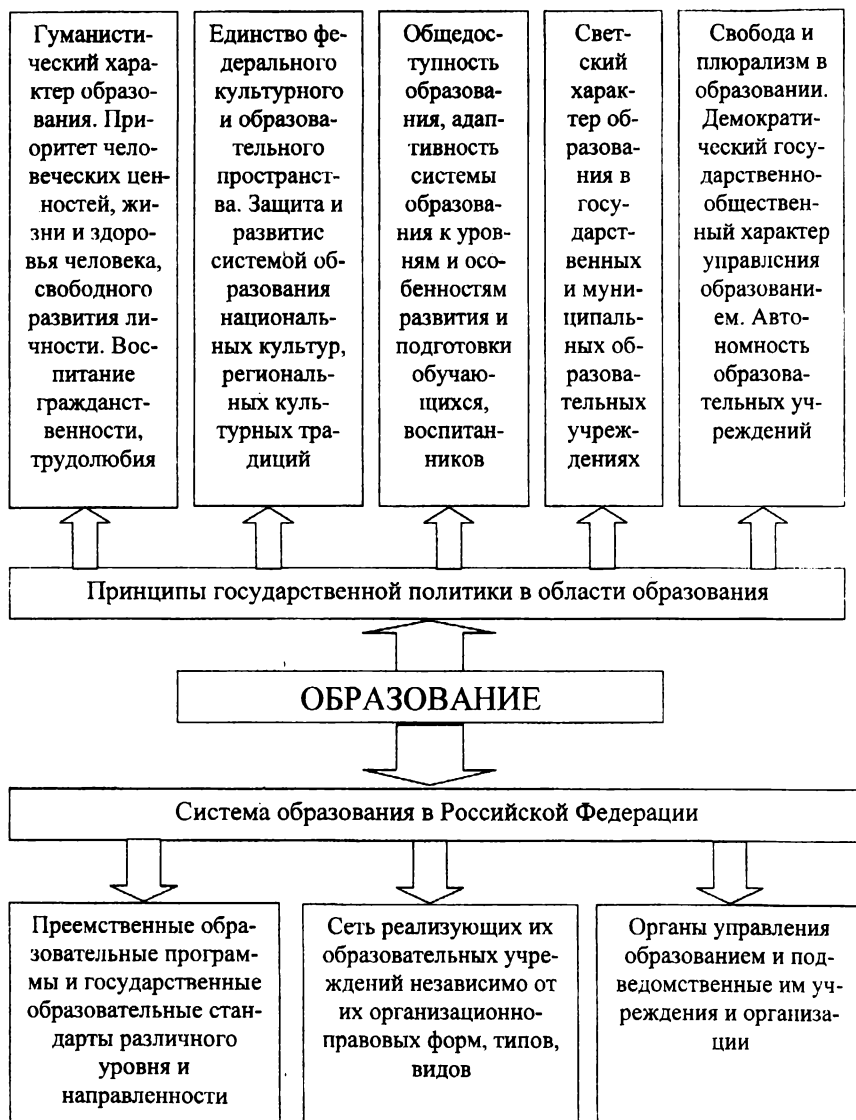 Гуманисти-
ческий хара-
ктер образо-
вания. При-
оритет чело-
веческих цен-
ностей, жи-
зни и здоро-
вья человека,
свободного
развития ли-
чности. Вос-
питание
гражданст-
венности,
трудолюбия
Единство фе-
дерального
культурного
и образова-
тельного
пространст-
ва. Защита и
развитие
системой об-
разования
националь-
ных культур,
региональ-
ных куль-
турных тра-
диций
Общедос-
тупность
образова-
ния, адап-
тивность
системы
образова-
ния к уров-
ням и осо-
бенностям
развития и
подготовки
обучаю-
щихся,
воспитан-
ников
Свет-
ский
харак-
тер об-
разова-
ния в
госу-
дарст-
венных
и муни-
ципаль-
ных об-
разова-
тельных
учреж-
дениях
Свобода и
плюрализм в
образовании.
Демократи-
ческий госу-
дарственно-
обществен-
ный характер
управления
образовани-
ем. Авто-
номность
образова-
тельных уч-
реждений
Принципы государственной политики в области образования
ОБРАЗОВАНИЕ
Система образования в Российской Федерации
Преемственные обра-
зовательные програм-
мы и государственные
образовательные стан-
дарты различного
уровня и
направленности
Сеть реализующих их
образовательных учре-
ждений независимо от
их организационно-
правовых форм, типов,
видов
Органы управления
образованием и под-
ведомственные им уч-
реждения и организа-
ции